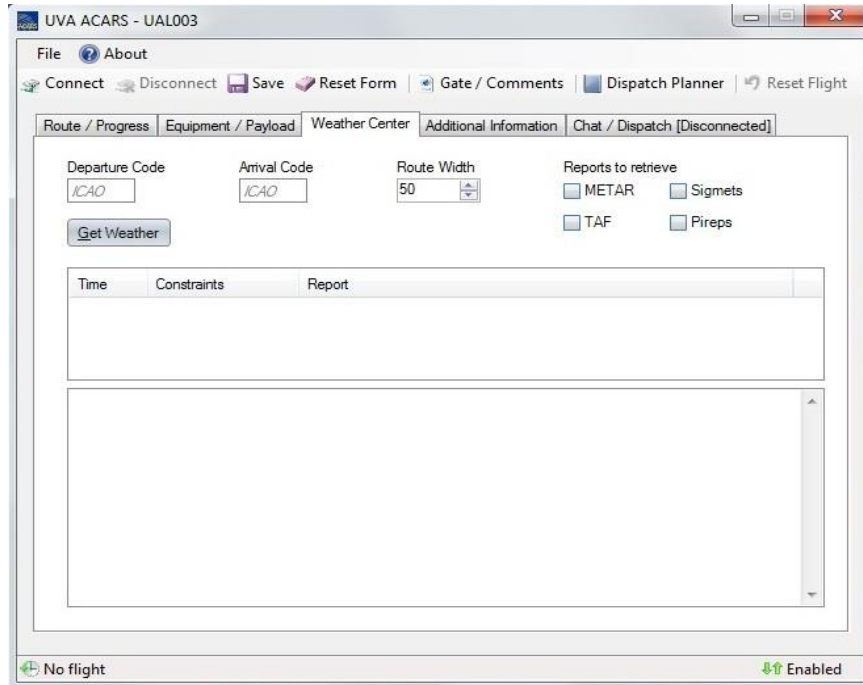 UVA ACARS - UAL003
File About
Connect Disconnect Save Reset Form Gate / Comments Dispatch Planner Reset Flight
Route / Progress Equipment / Payload Weather Center Additional Information Chat / Dispatch [Disconnected]
Departure Code Arrival Code Route Width Reports to retrieve
ICAO ICAO 50 METAR Sigmets
Get Weather TAF Pireps
Time Constraints Report
No flight Enabled